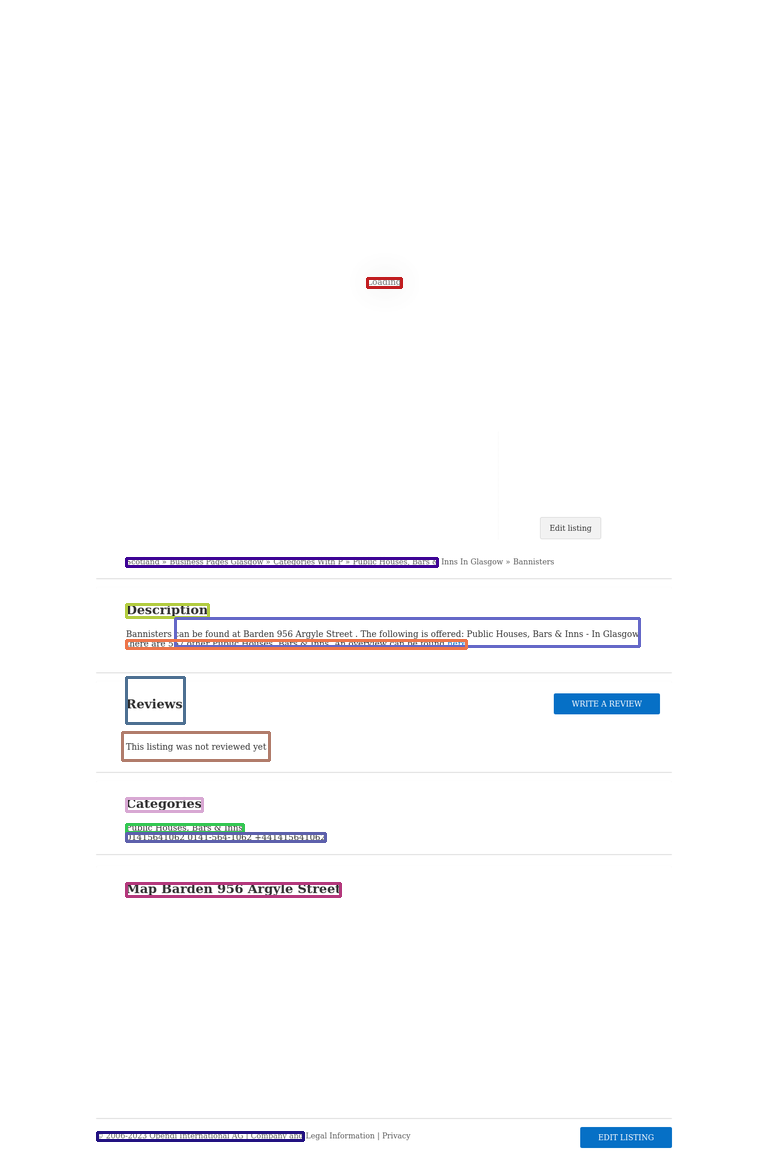 Loading
Edit listing
Scotland » Business Pages Glasgow » Categories With P » Public Houses, Bars & Inns In Glasgow » Bannisters
Description
Bannisters can be found at Barden 956 Argyle Street . The following is offered: Public Houses, Bars & Inns - In Glasgow
there are other Public Houses, Bars & Inns. An overview can be found here
Reviews
WRITE A REVIEW
This listing was not reviewed yet
Categories
Public Houses, Bars & Inns
01415641062 0141-564-1062 +441415641062
Map Barden 956 Argyle Street
© 2006-2023 Opendi International AG | Company and Legal Information | Privacy
EDIT LISTING